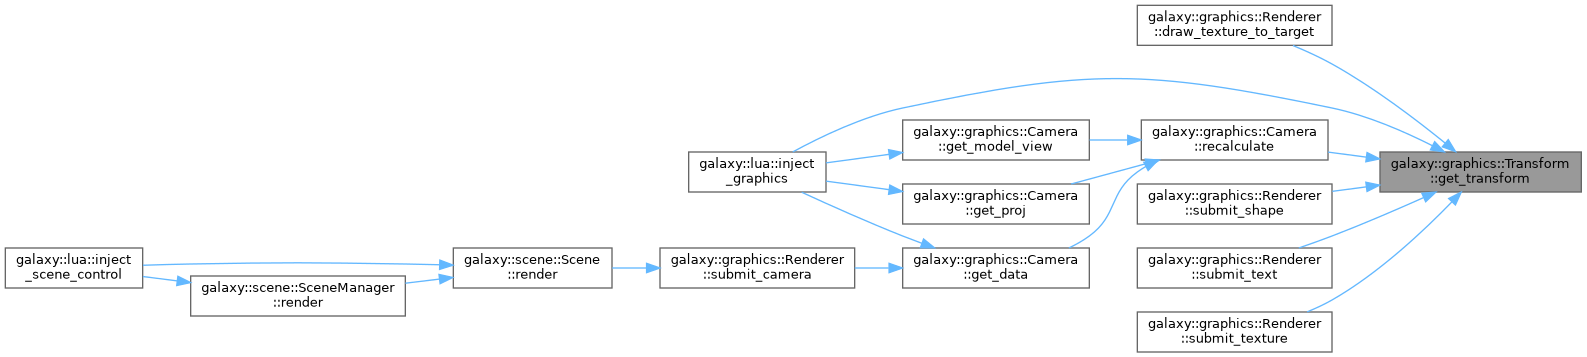 galaxy::graphics::Renderer
::draw_texture_to_target
galaxy::graphics::Camera
::get_model_view
galaxy::graphics::Camera
::recalculate
galaxy::lua::inject
_graphics
galaxy::graphics::Transform
::get_transform
galaxy::graphics::Camera
::get_proj
galaxy::graphics::Renderer
::submit_shape
galaxy::lua::inject
_scene_control
galaxy::scene::Scene
::render
galaxy::graphics::Renderer
::submit_camera
galaxy::graphics::Camera
::get_data
galaxy::graphics::Renderer
::submit_text
galaxy::scene::SceneManager
::render
galaxy::graphics::Renderer
::submit_texture